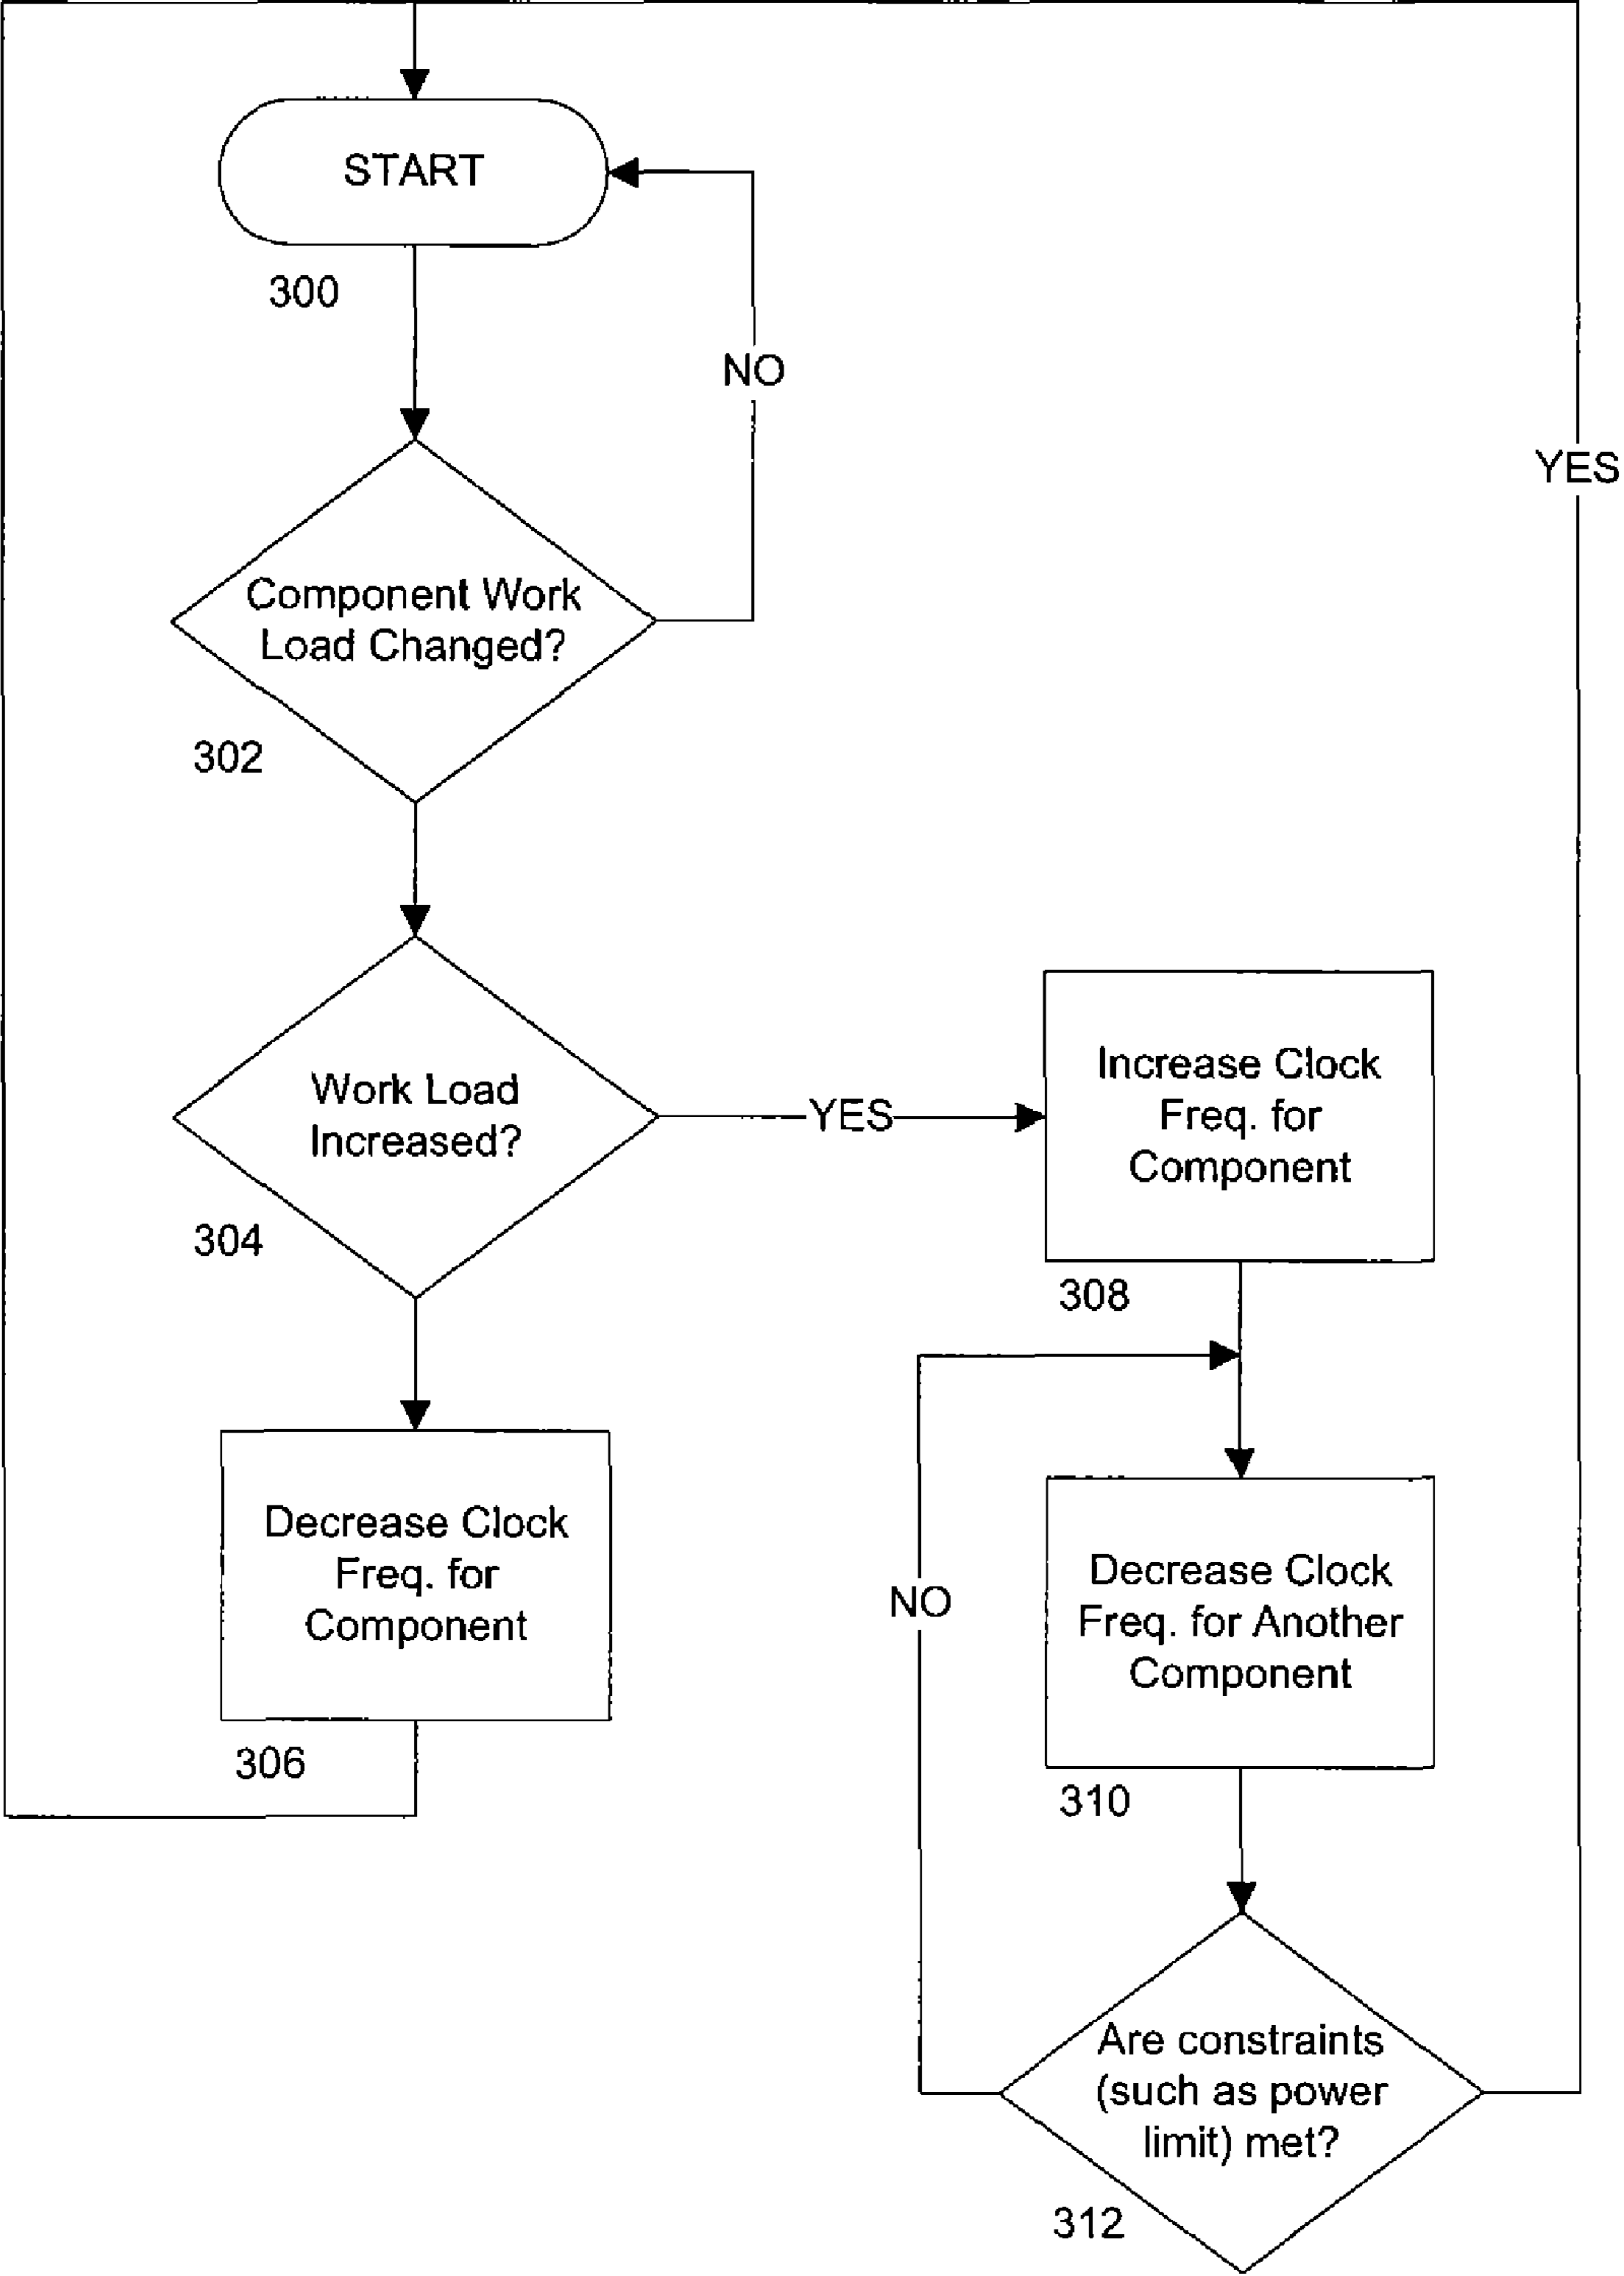 START
300
NO
YES
Component Work
Load Changed?
302
Work Load
Increased?
YES
304
Increase Clock
Freq. for
Component
308
Decrease Clock
Freq. for
Component
306
NO
Decrease Clock
Freq. for Another
Component
310
Are constraints
(such as power
limit) met?
312